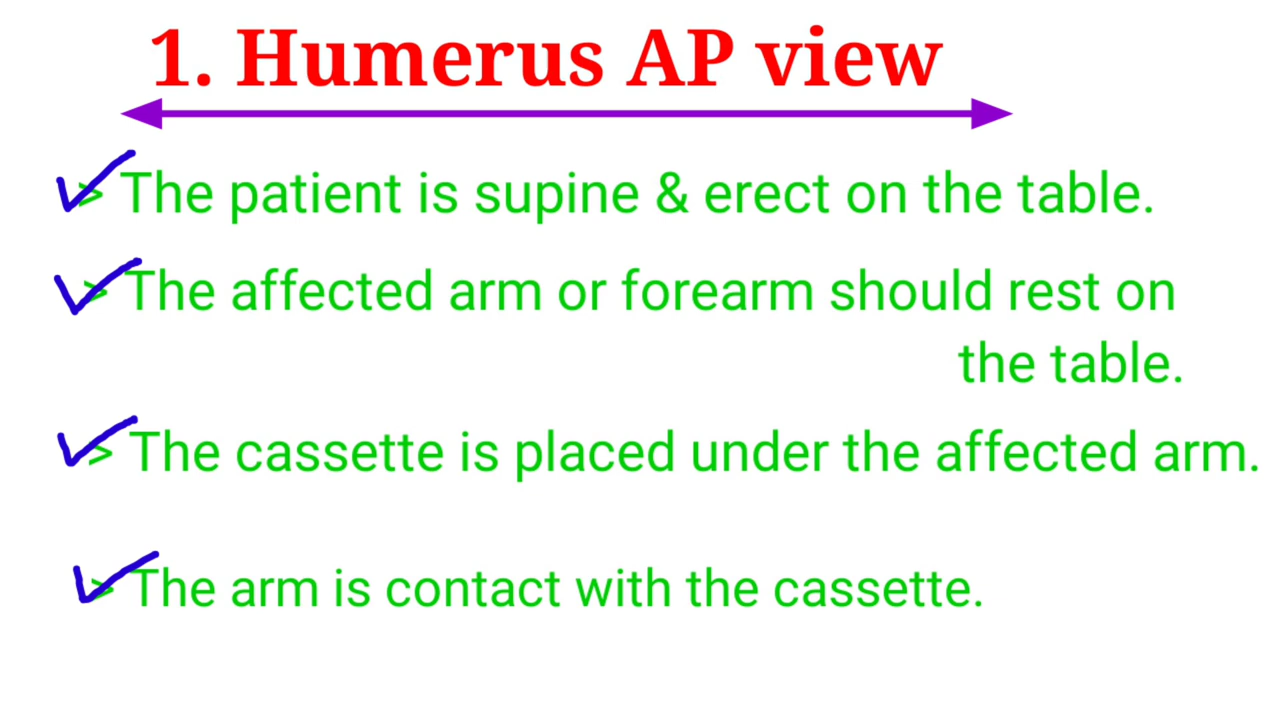 1. Humerus AP view
> The patient is supine & erect on the table.
> The affected arm or forearm should rest on
the table.
> The cassette is placed under the affected arm.
> The arm is contact with the cassette.